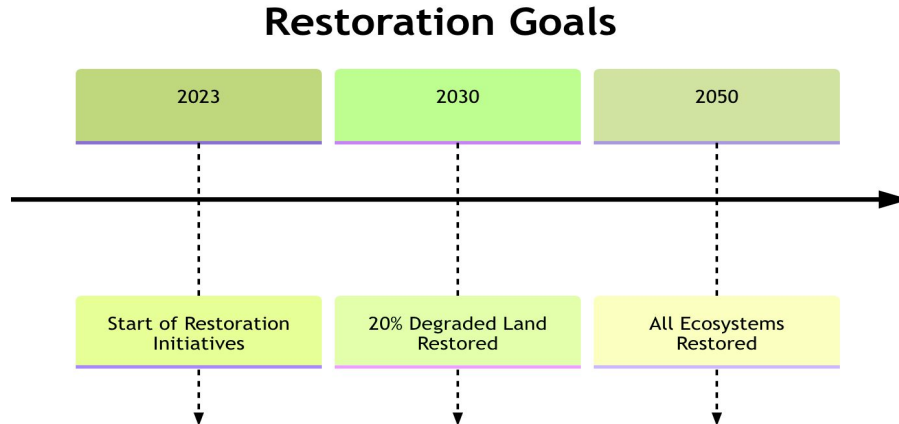 Restoration Goals
2023
2030
2050
Start of Restoration
Initiatives
20% Degraded Land
Restored
All Ecosystems
Restored